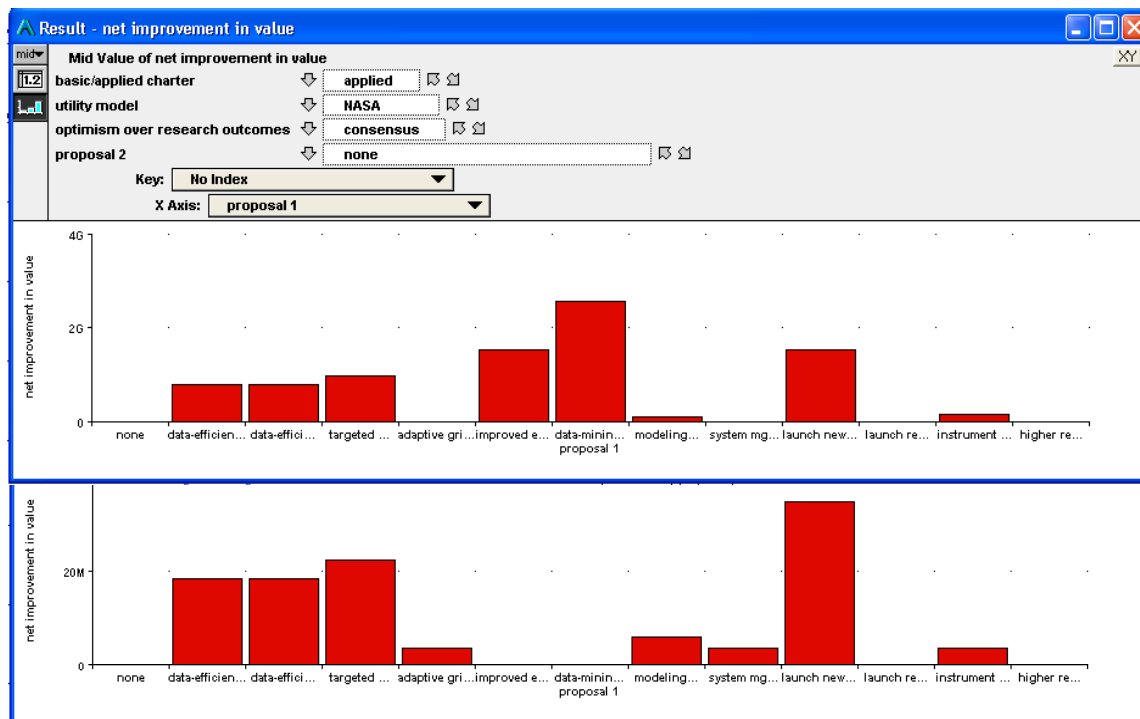 Result - net improvement in value
mid
Mid Value of net improvement in value
XY
1.2
basic/applied charter applied
utility model NASA
optimism over research outcomes consensus
proposal 2 none
Key: No Index
X Axis: proposal 1
net improvement in value
4G
2G
0
none data-efficien... data-effici... targeted ... adaptive gri... improved e... data-minin... modeling... system mg... launch new... launch re... instrument ... higher re...
proposal 1
net improvement in value
20M
0
none data-efficien... data-effici... targeted ... adaptive gri... improved e... data-minin... modeling... system mg... launch new... launch re... instrument ... higher re...
proposal 1